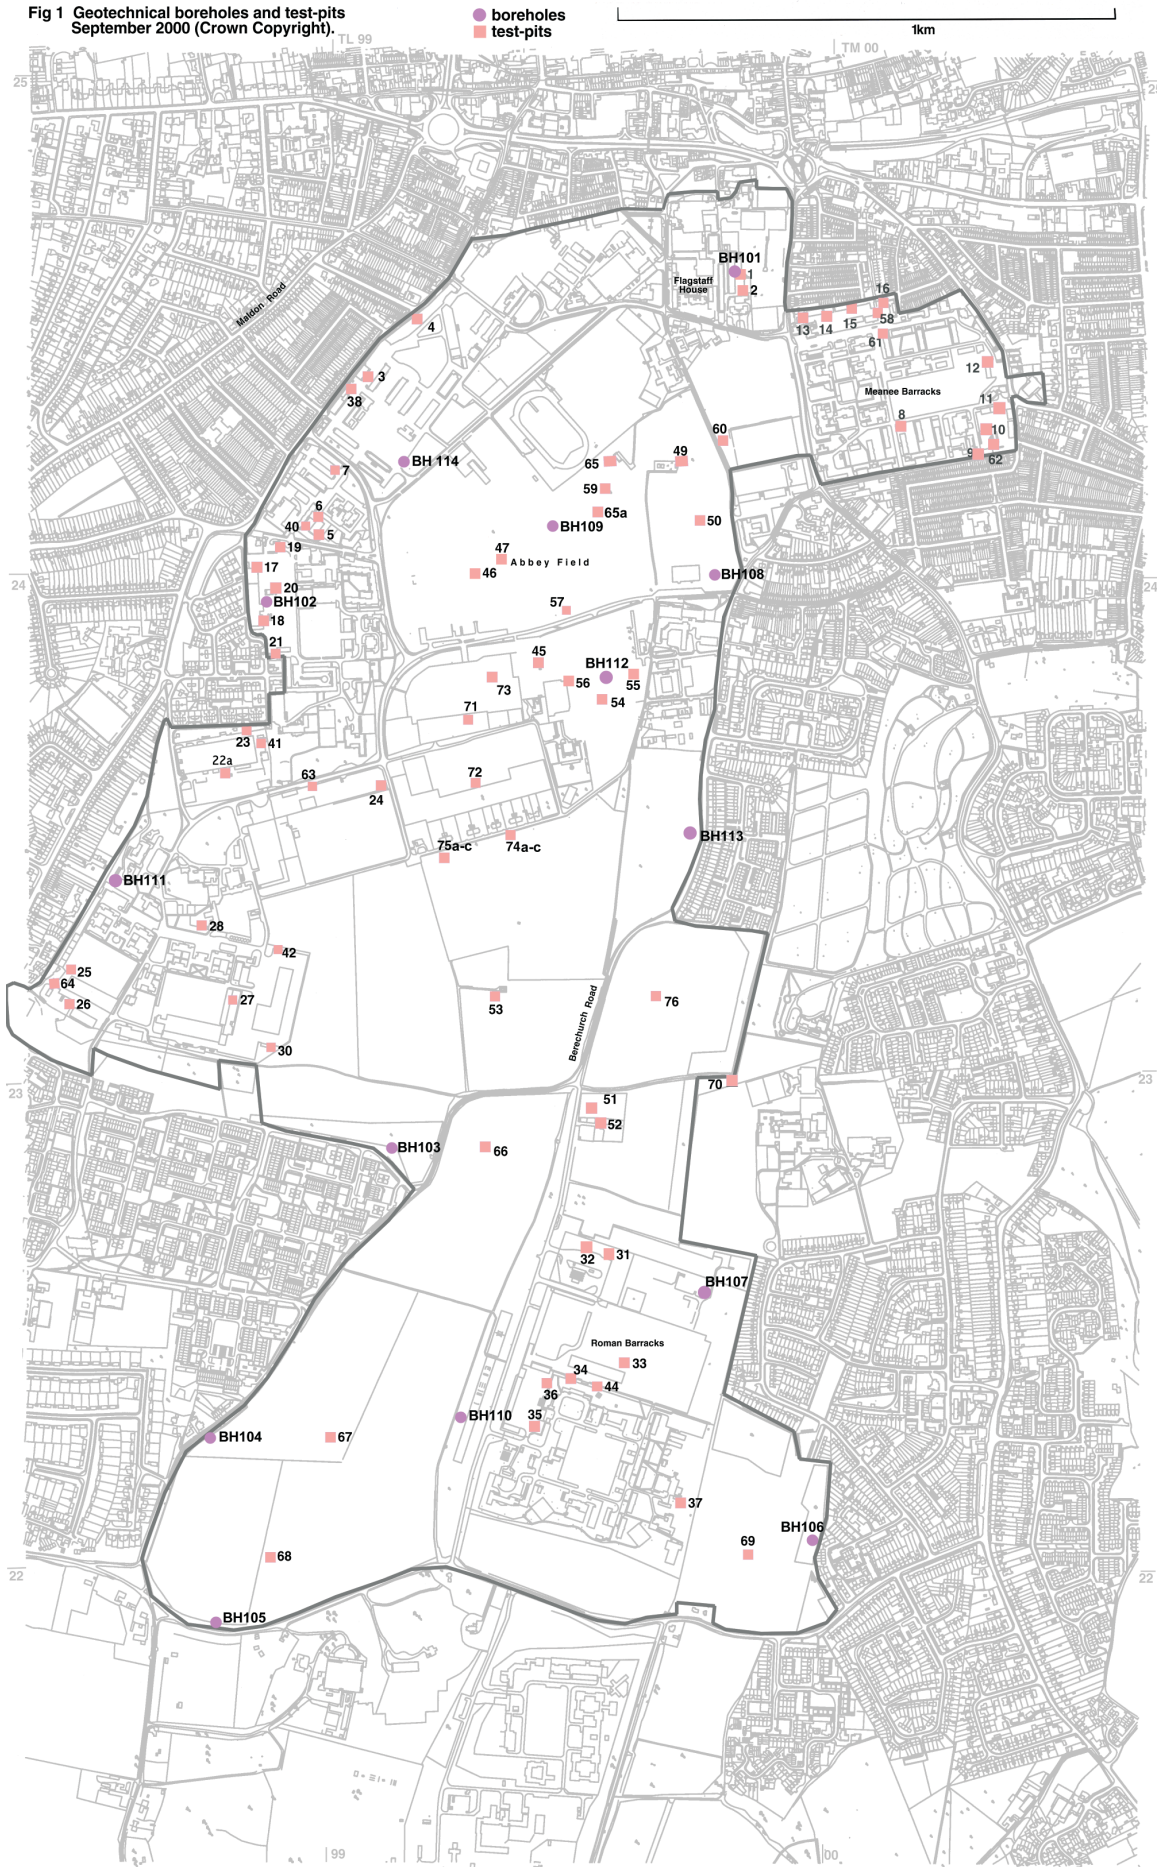 Fig 1 Geotechnical boreholes and test-pits
September 2000 (Crown Copyright).
boreholes
test-pits
1km
TL 99
TM 00
25
25
BH101
1
2
Flagstaff
House
Maldon Road
4
16
13
14
15
58
61
12
3
38
Meanee Barracks
11
8
10
9
62
60
BH 114
7
65
49
59
65a
6
40
5
BH109
50
19
47
Abbey Field
17
46
BH108
20
24
24
BH102
57
18
21
45
BH112
73
56
55
54
71
23
41
22a
63
72
24
BH113
75a-c
74a-c
BH111
28
42
25
64
26
27
53
76
Berechurch Road
30
70
23
23
51
52
BH103
66
32
31
BH107
Roman Barracks
33
34
36
44
BH110
35
BH104
67
37
BH106
69
68
22
22
BH105
99
00